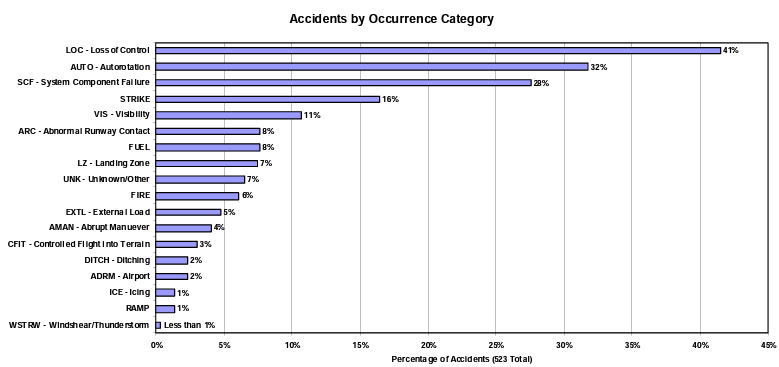 Accidents by Occurrence Category
LOC - Loss of Control 41%
AUTO - Autorotation 32%
SCF - System Component Failure 28%
STRIKE 16%
VIS - Visibility 11%
ARC - Abnormal Runway Contact 8%
FUEL 8%
LZ - Landing Zone 7%
UNK - Unknown/Other 7%
FIRE 6%
EXTL - External Load 5%
AMAN - Abrupt Manuever 4%
CFIT - Controlled Flight Into Terrain 3%
DITCH - Ditching 2%
ADRM - Airport 2%
ICE - Icing 1%
RAMP 1%
WSTRW - Windshear/Thunderstorm Less than 1%
0% 5% 10% 15% 20% 25% 30% 35% 40% 45%
Percentage of Accidents (523 Total)